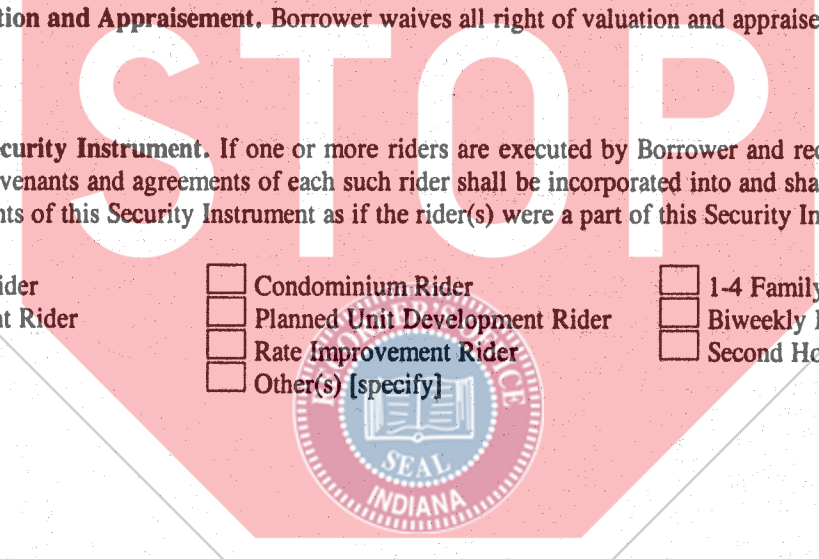 tion and Appraisement. Borrower waives all right of valuation and appraise
STOP
curity Instrument. If one or more riders are executed by Borrower and rec
venants and agreements of each such rider shall be incorporated into and sha
nts of this Security Instrument as if the rider(s) were a part of this Security In
ider Condominium Rider 1-4 Family
nt Rider Planned Unit Development Rider Biweekly
Rate Improvement Rider Second Ho
Other(s) [specify]
SEAL
INDIANA